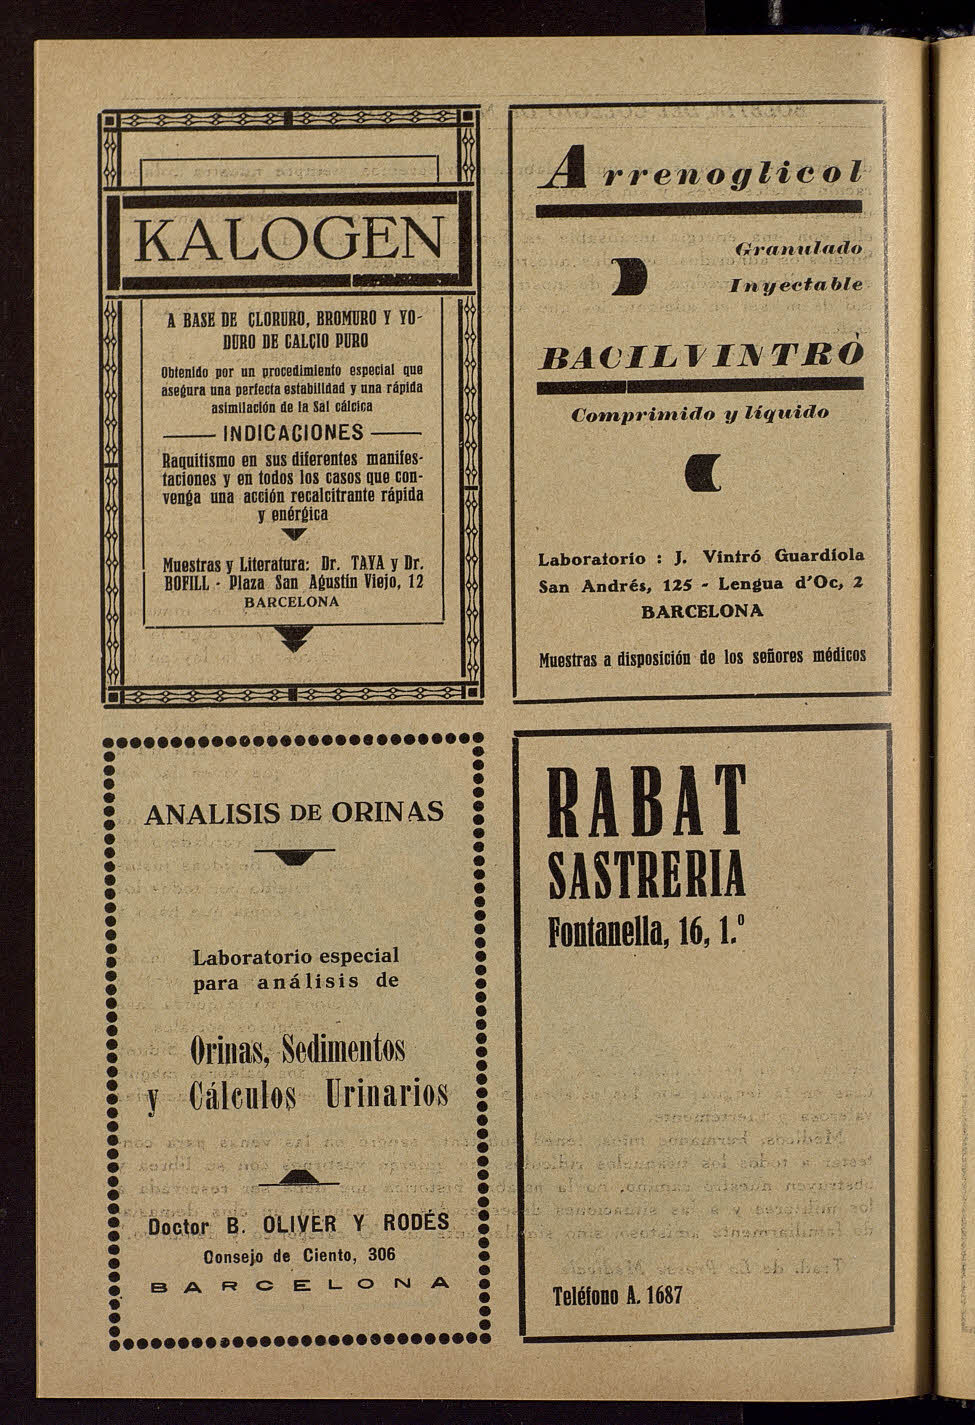 KALOGEN
A BASE DE CLORURO, BROMURO Y YO-
DURO DE CALCIO PURO
Obtenido por un procedimiento especial que
asegura una perfecta estabilidad y una rápida
asimilación de la Sal cálcica
INDICACIONES
Raquitismo en sus diferentes manifes-
taciones y en todos los casos que con-
venga una acción recalcitrante rápida
y enérgica
Muestras y Literatura: Dr. TAYA y Dr.
BOFILL - Plaza San Agustín Viejo, 12
BARCELONA
Arrenoglicol
Granulado
Inyectable
BACILVINTRÒ
Comprimido y líquido
Laboratorio : J. Vintró Guardiola
San Andrés, 125 - Lengua d'Oc, 2
BARCELONA
Muestras a disposición de los señores médicos
ANALISIS DE ORINAS
Laboratorio especial
para análisis de
Orinas, Sedimentos
y Cálculos Urinarios
Doctor B. OLIVER Y RODÉS
Consejo de Ciento, 306
BARCELONA
RABAT
SASTRERIA
Fontanella, 16, 1.º
Teléfono A. 1687